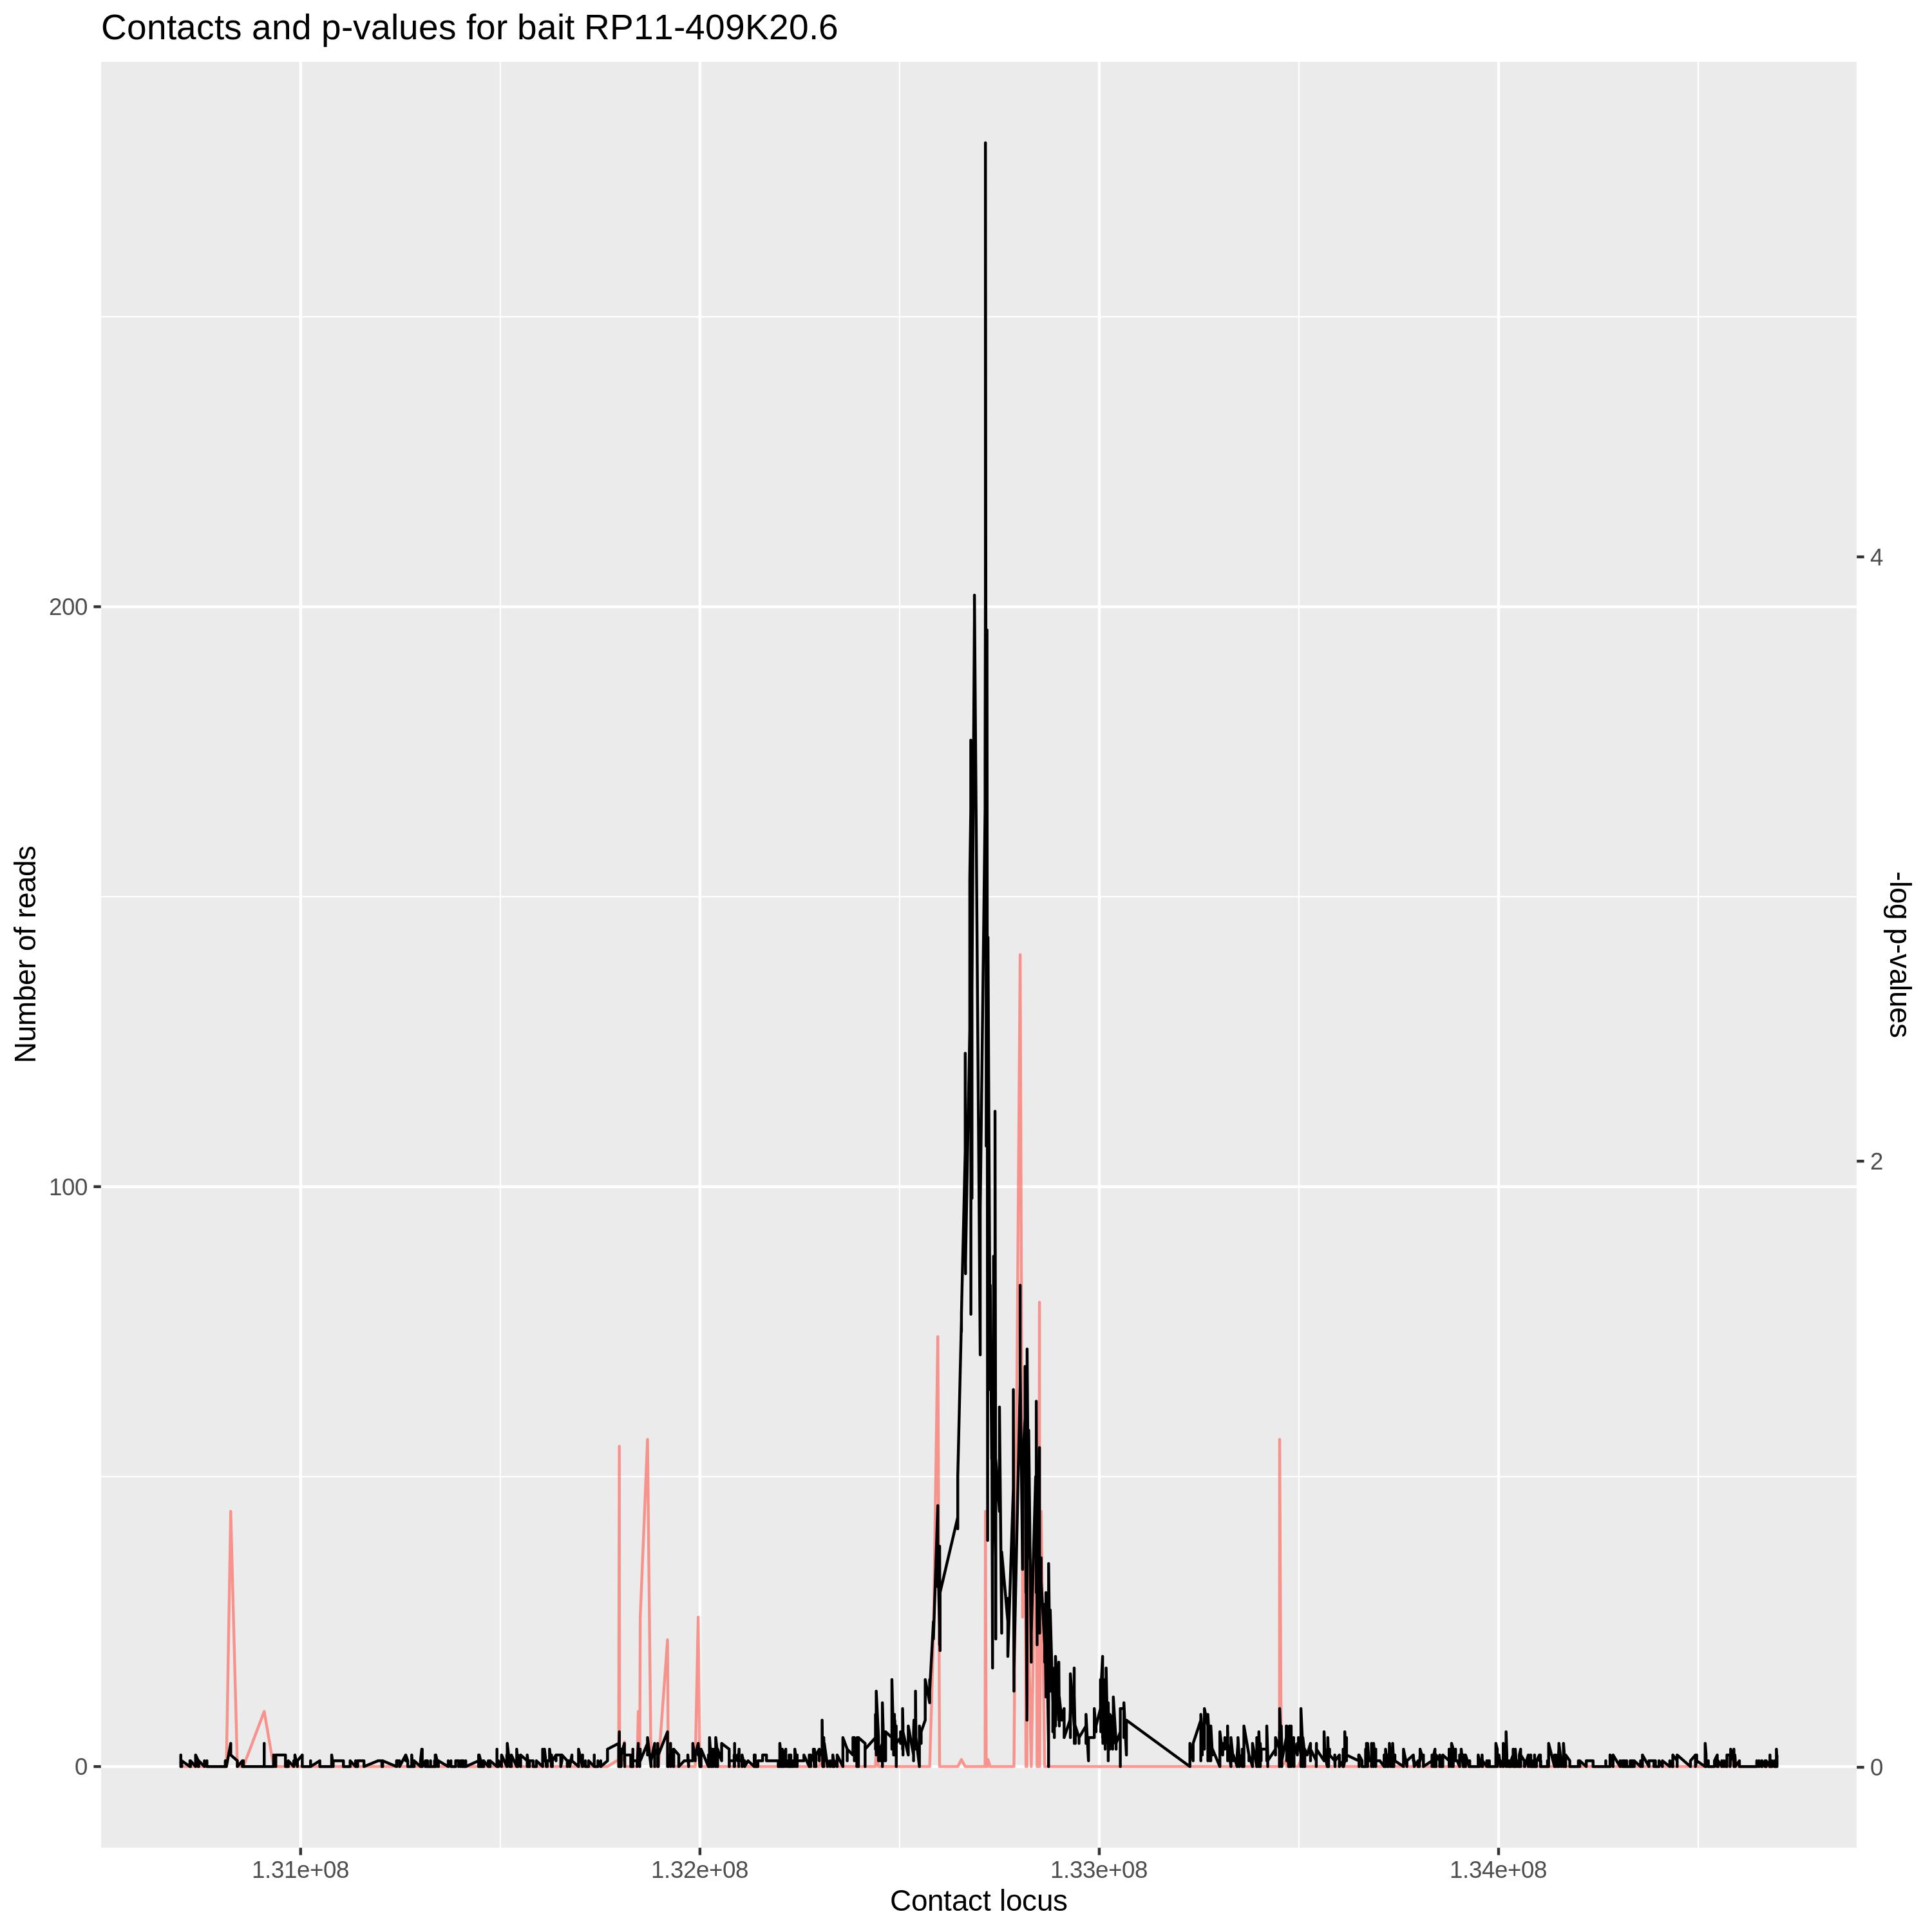 Contacts and p-values for bait RP11-409K20.6
Number of reads
200
100
0
-log p-values
4
2
0
1.31e+08
1.32e+08
1.33e+08
1.34e+08
Contact locus